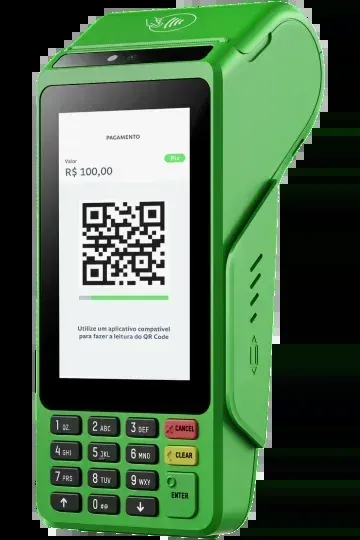 PAGAMENTO
Valor
Pix
R$ 100,00
Utilize um aplicativo compatível
para fazer a leitura do QR Code
1 QZ.
2 ABC
3 DEF
CANCEL
4 GHI
5 JKL
6 MNO
CLEAR
7 PRS
8 TUV
9 WXY
ENTER
0 #@